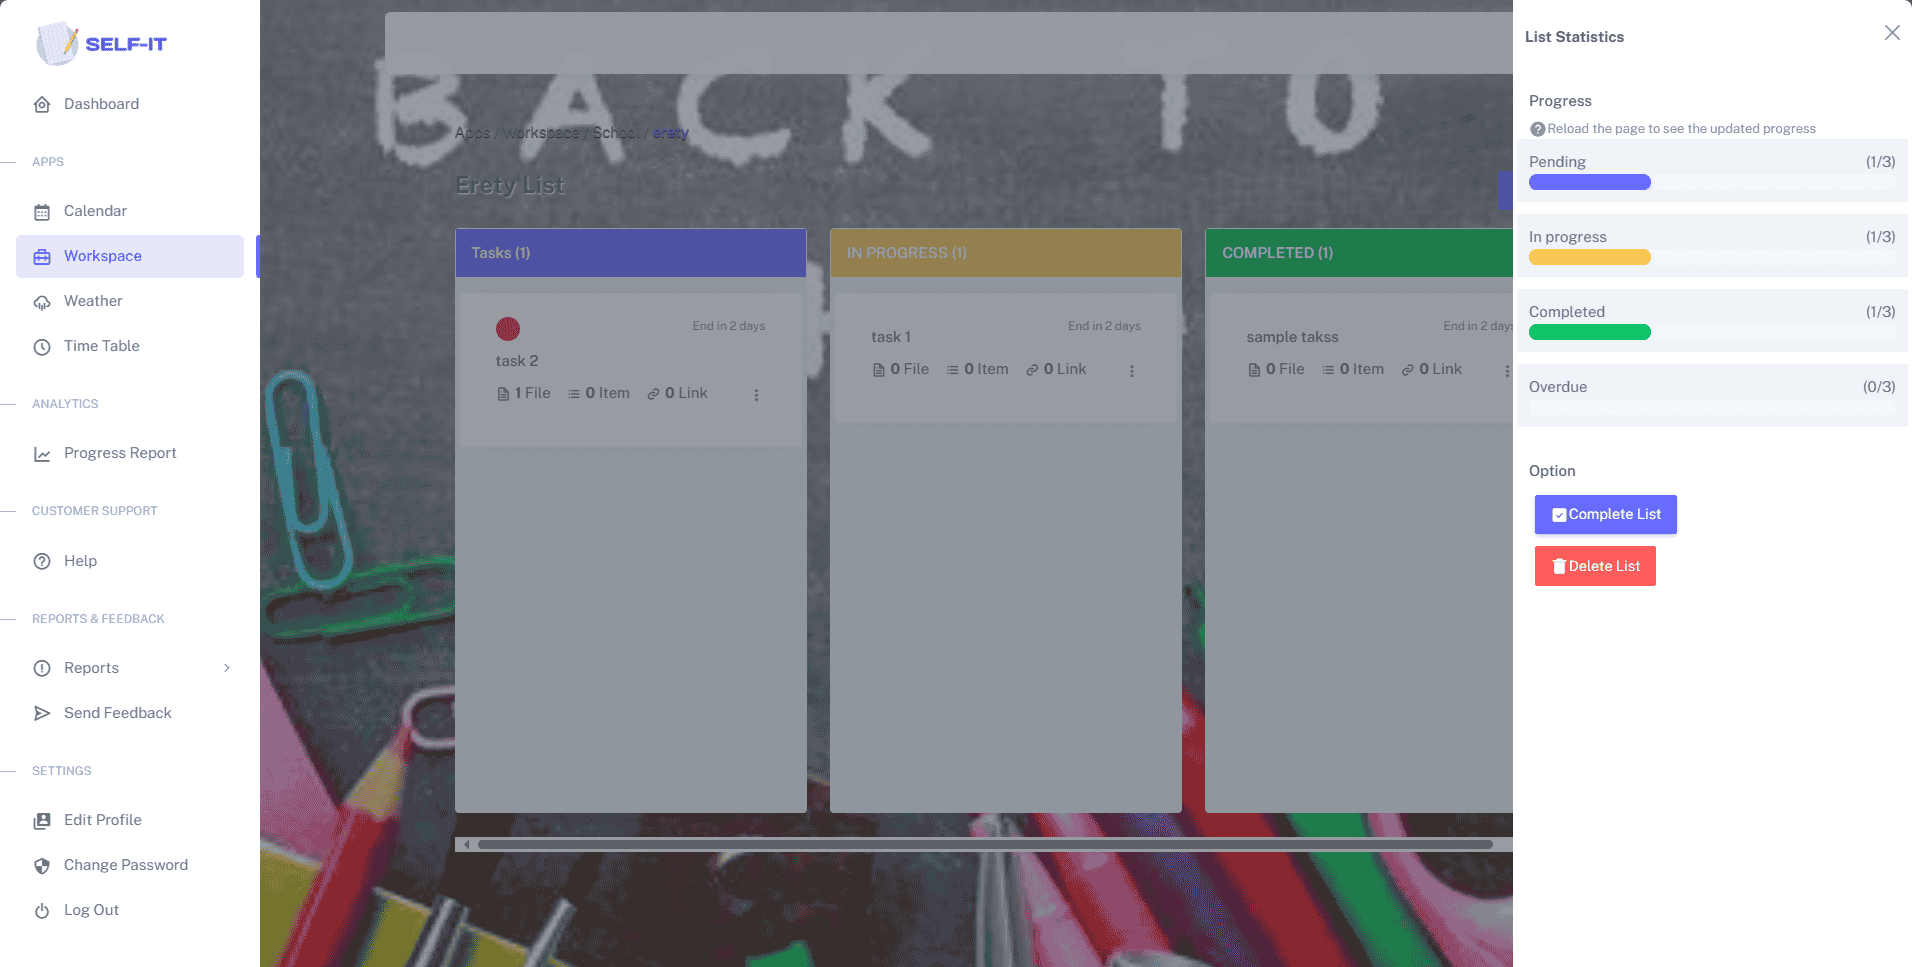 SELF-IT
Dashboard
APPS
Calendar
Workspace
Weather
Time Table
ANALYTICS
Progress Report
CUSTOMER SUPPORT
Help
REPORTS & FEEDBACK
Reports
Send Feedback
SETTINGS
Edit Profile
Change Password
Log Out
BACK TO
Apps / Workspace / School / erety
Erety List
Tasks (1)
End in 2 days
task 2
1 File 0 Item 0 Link
IN PROGRESS (1)
End in 2 days
task 1
0 File 0 Item 0 Link
COMPLETED (1)
End in 2 days
sample takss
0 File 0 Item 0 Link
List Statistics
Progress
Reload the page to see the updated progress
Pending (1/3)
In progress (1/3)
Completed (1/3)
Overdue (0/3)
Option
Complete List
Delete List